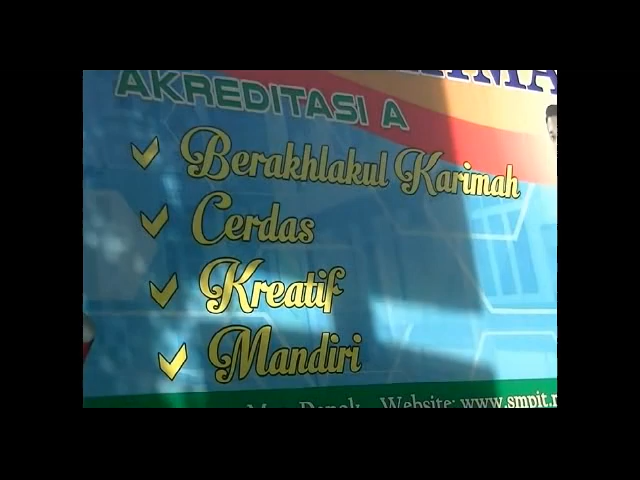 AKREDITASI A
Berakhlakul Karimah
Cerdas
Kreatif
Mandiri
Website: www.smpit.